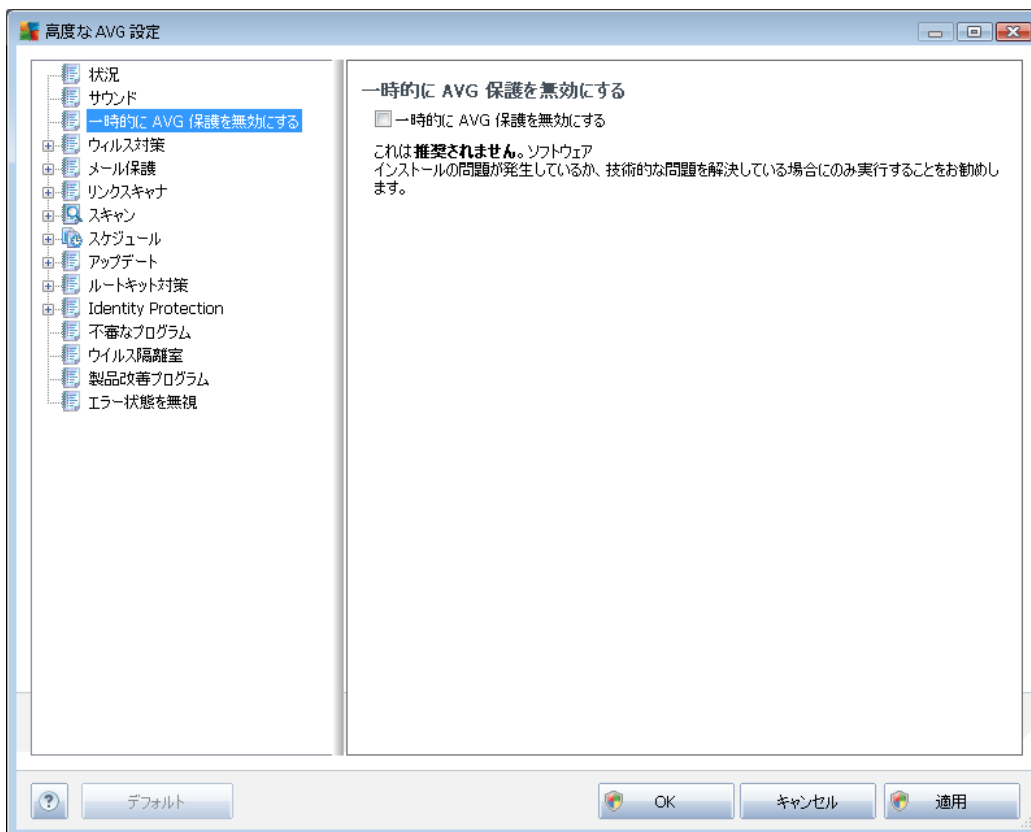 高度な AVG 設定
状況
サウンド
一時的に AVG 保護を無効にする
ウィルス対策
メール保護
リンクスキャナ
スキャン
スケジュール
アップデート
ルートキット対策
Identity Protection
不審なプログラム
ウイルス隔離室
製品改善プログラム
エラー状態を無視
一時的に AVG 保護を無効にする
一時的に AVG 保護を無効にする
これは推奨されません。ソフトウェア
インストールの問題が発生しているか、技術的な問題を解決している場合にのみ実行することをお勧めし
ます。
?
デフォルト
OK
キャンセル
適用